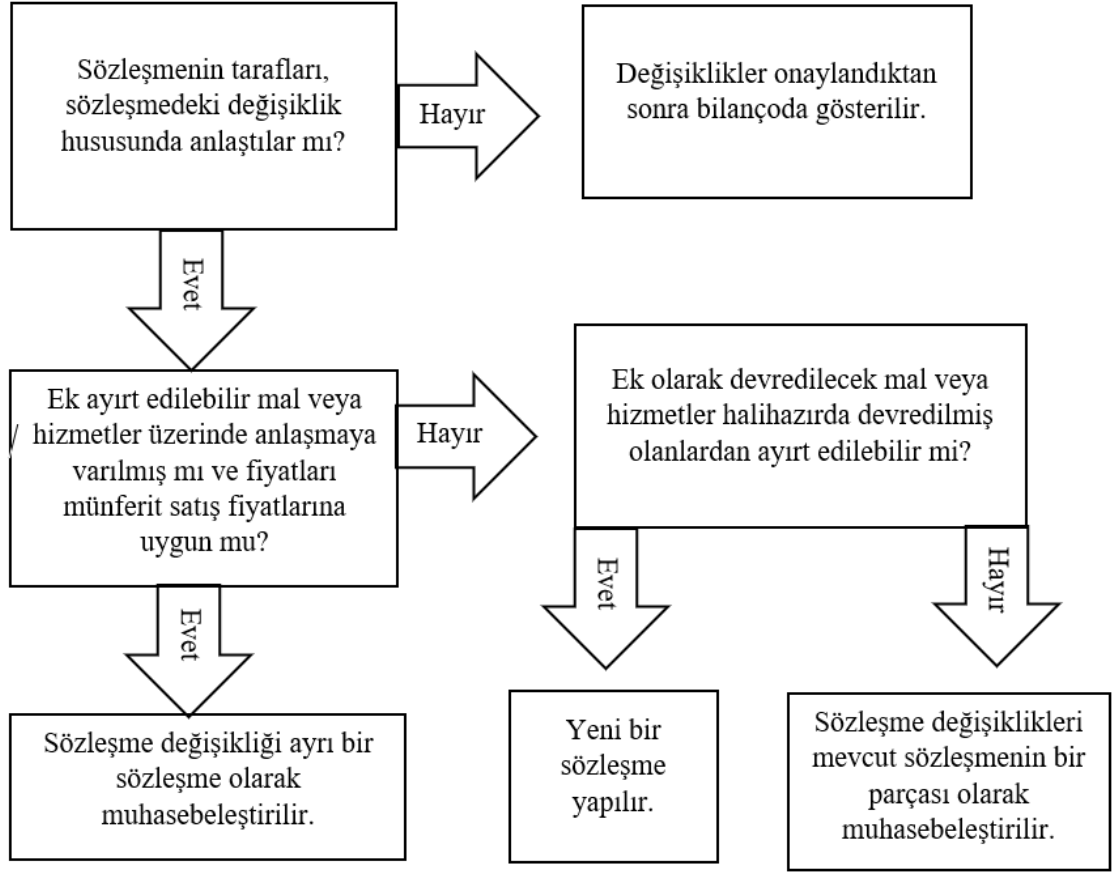 Sözleşmenin tarafları,
sözleşmedeki değişiklik
hususunda anlaştılar mı?
Hayır
Değişiklikler onaylandıktan
sonra bilançoda gösterilir.
Evet
Ek ayırt edilebilir mal veya
hizmetler üzerinde anlaşmaya
varılmış mı ve fiyatları
münferit satış fiyatlarına
uygun mu?
Hayır
Ek olarak devredilecek mal veya
hizmetler halihazırda devredilmiş
olanlardan ayırt edilebilir mi?
Evet
Evet
Hayır
Sözleşme değişikliği ayrı bir
sözleşme olarak
muhasebeleştirilir.
Yeni bir
sözleşme
yapılır.
Sözleşme değişiklikleri
mevcut sözleşmenin bir
parçası olarak
muhasebeleştirilir.